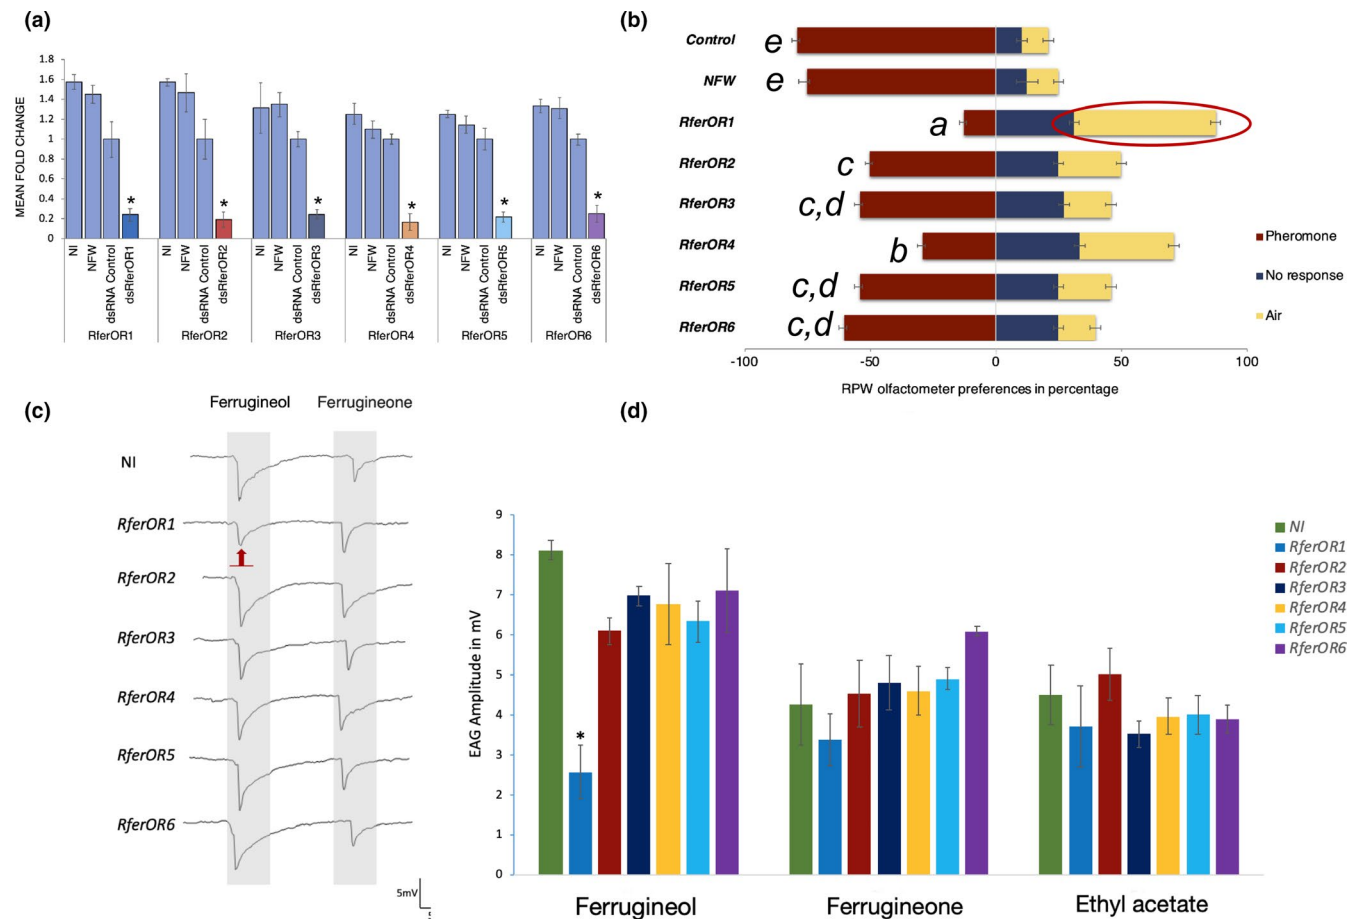 (a)
MEAN FOLD CHANGE
1.8
1.6
1.4
1.2
1
0.8
0.6
0.4
0.2
0
* * * * * *
NI NFW dsRNA Control dsRferOR1 NI NFW dsRNA Control dsRferOR2 NI NFW dsRNA Control dsRferOR3 NI NFW dsRNA Control dsRferOR4 NI NFW dsRNA Control dsRferOR5 NI NFW dsRNA Control dsRferOR6
RferOR1 RferOR2 RferOR3 RferOR4 RferOR5 RferOR6
(b)
Control e
NFW e
RferOR1 a
RferOR2 c
RferOR3 c,d
RferOR4 b
RferOR5 c,d
RferOR6 c,d
Pheromone
No response
Air
-100 -50 0 50 100
RPW olfactometer preferences in percentage
(c)
Ferrugineol Ferrugineone
NI
RferOR1
RferOR2
RferOR3
RferOR4
RferOR5
RferOR6
5mV
(d)
EAG Amplitude in mV
9
8
7
6
5
4
3
2
1
0
*
Ferrugineol Ferrugineone Ethyl acetate
NI
RferOR1
RferOR2
RferOR3
RferOR4
RferOR5
RferOR6